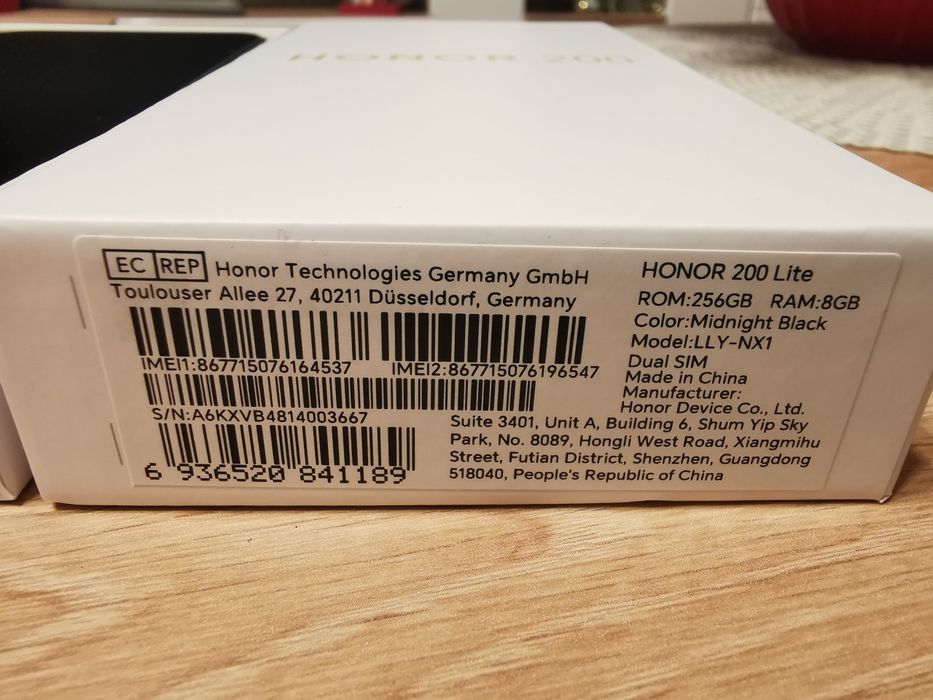 HONOR 200
EC REP Honor Technologies Germany GmbH
Toulouser Allee 27, 40211 Düsseldorf, Germany
IMEI1:867715076164537 IMEI2:867715076196547
S/N:A6KXVB4814003667
6 936520 841189
HONOR 200 Lite
ROM:256GB RAM:8GB
Color:Midnight Black
Model:LLY-NX1
Dual SIM
Made in China
Manufacturer:
Honor Device Co., Ltd.
Suite 3401, Unit A, Building 6, Shum Yip Sky
Park, No. 8089, Hongli West Road, Xiangmihu
Street, Futian District, Shenzhen, Guangdong
518040, People's Republic of China